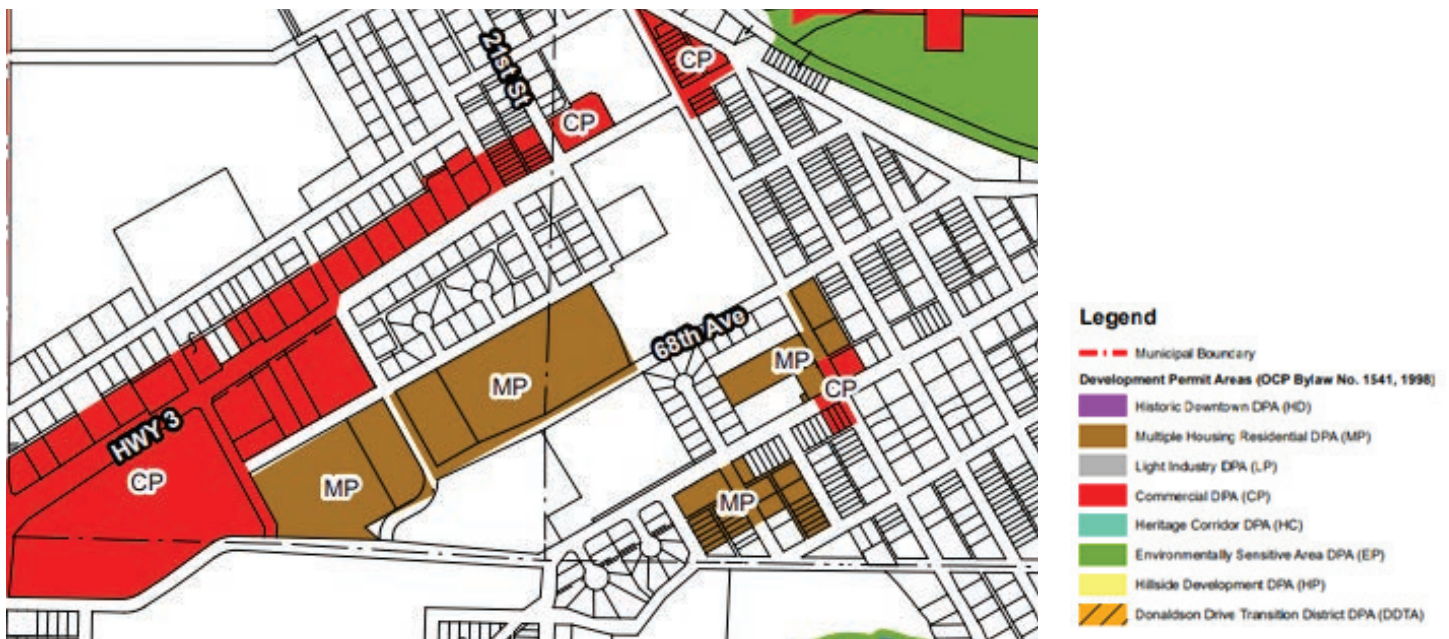 21st St
CP
CP
68th Ave
MP
MP
CP
HWY 3
CP
MP
MP
Legend
Municipal Boundary
Development Permit Areas (OCP Bylaw No. 1541, 1998)
Historic Downtown DPA (HD)
Multiple Housing Residential DPA (MP)
Light Industry DPA (LP)
Commercial DPA (CP)
Heritage Corridor DPA (HC)
Environmentally Sensitive Area DPA (EP)
Hillside Development DPA (HP)
Donaldson Drive Transition District DPA (DDTA)